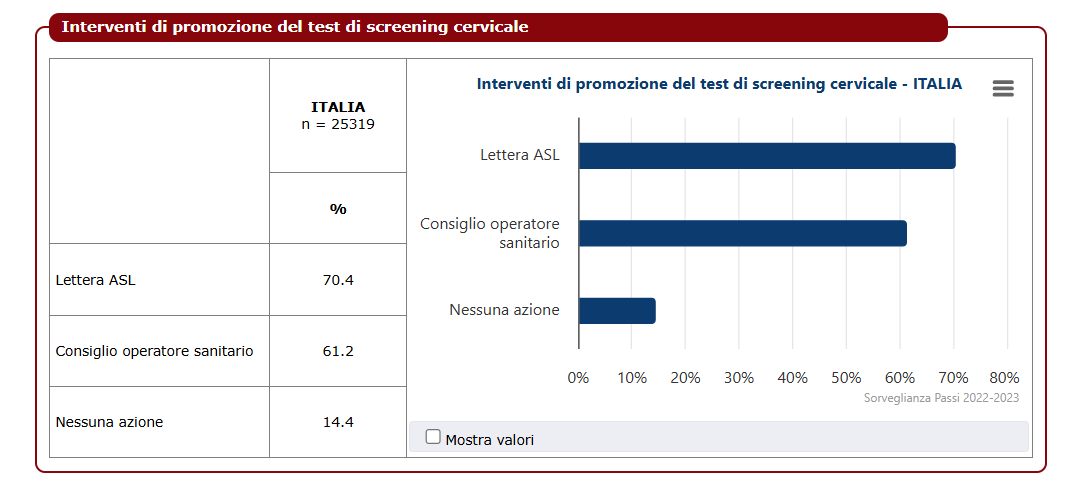 Interventi di promozione del test di screening cervicale
ITALIA
n = 25319
%
Lettera ASL
70.4
Consiglio operatore sanitario
61.2
Nessuna azione
14.4
Interventi di promozione del test di screening cervicale - ITALIA
Lettera ASL
Consiglio operatore
sanitario
Nessuna azione
0% 10% 20% 30% 40% 50% 60% 70% 80%
Sorveglianza Passi 2022-2023
Mostra valori